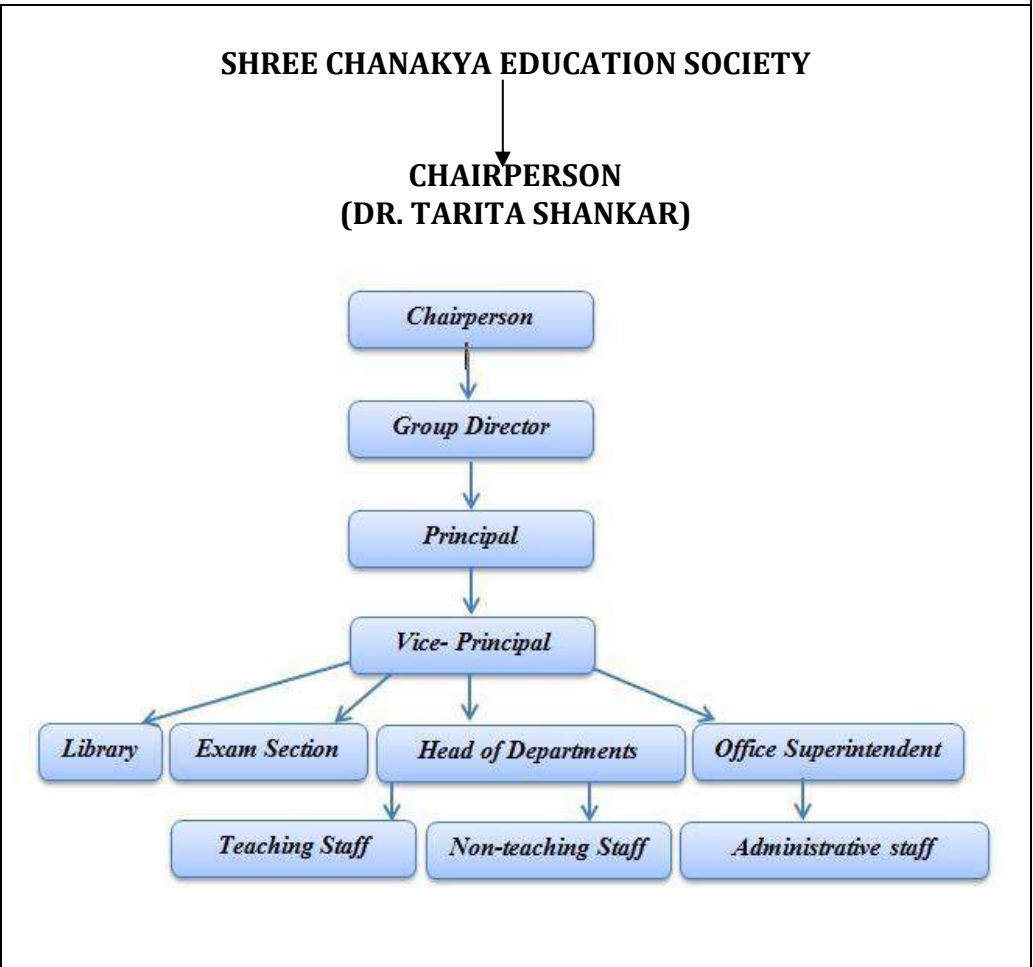 SHREE CHANAKYA EDUCATION SOCIETY
CHAIRPERSON
(DR. TARITA SHANKAR)
Chairperson
Group Director
Principal
Vice- Principal
Library
Exam Section
Head of Departments
Office Superintendent
Teaching Staff
Non-teaching Staff
Administrative staff